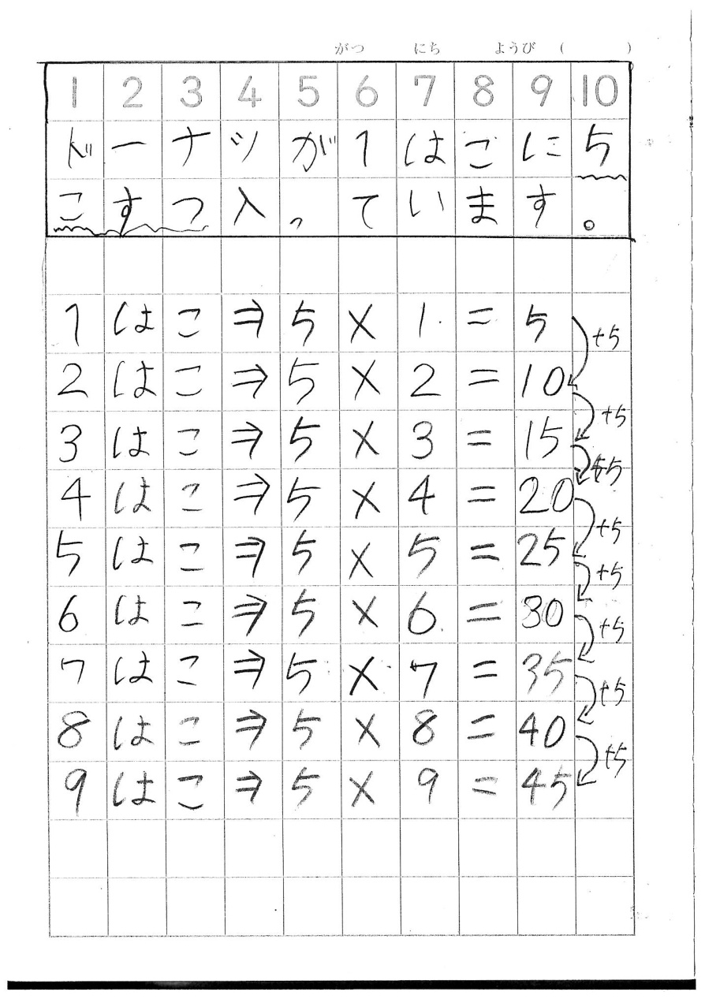 がつ にち ようび ( )
1 2 3 4 5 6 7 8 9 10
ドーナツが1はこに5
こすつ入っています。
1はこ⇒5×1=5
+5
2はこ⇒5×2=10
+5
3はこ⇒5×3=15
+5
4はこ⇒5×4=20
+5
5はこ⇒5×5=25
+5
6はこ⇒5×6=30
+5
7はこ⇒5×7=35
+5
8はこ⇒5×8=40
+5
9はこ⇒5×9=45